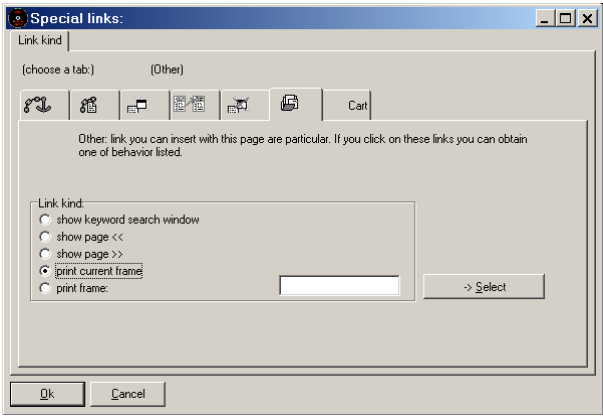 Special links:
Link kind
(choose a tab:) (Other)
Cart
Other: link you can insert with this page are particular. If you click on these links you can obtain
one of behavior listed.
Link kind:
show keyword search window
show page <<
show page >>
print current frame
print frame:
-> Select
Ok Cancel